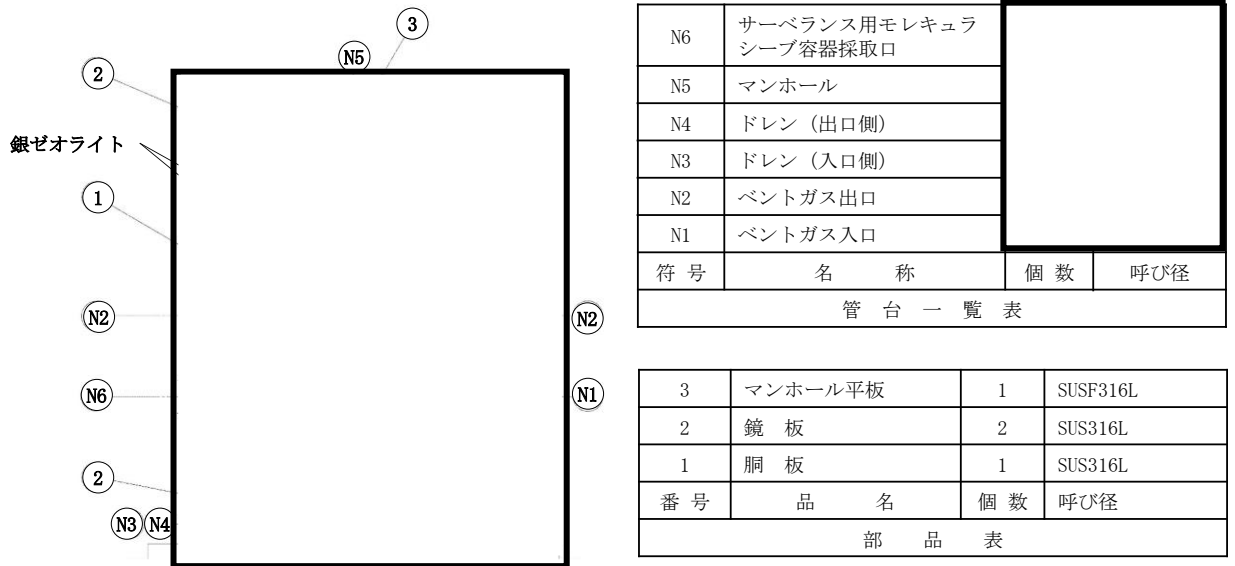 3
N5
2
銀ゼオライト
1
N2
N2
N6
N1
2
N3 N4
N6 サーベランス用モレキュラ
シーブ容器採取口
N5 マンホール
N4 ドレン (出口側)
N3 ドレン (入口側)
N2 ベントガス出口
N1 ベントガス入口
符 号 名 称 個 数 呼び径
管 台 一 覧 表
3 マンホール平板 1 SUSF316L
2 鏡 板 2 SUS316L
1 胴 板 1 SUS316L
番 号 品 名 個 数 呼び径
部 品 表